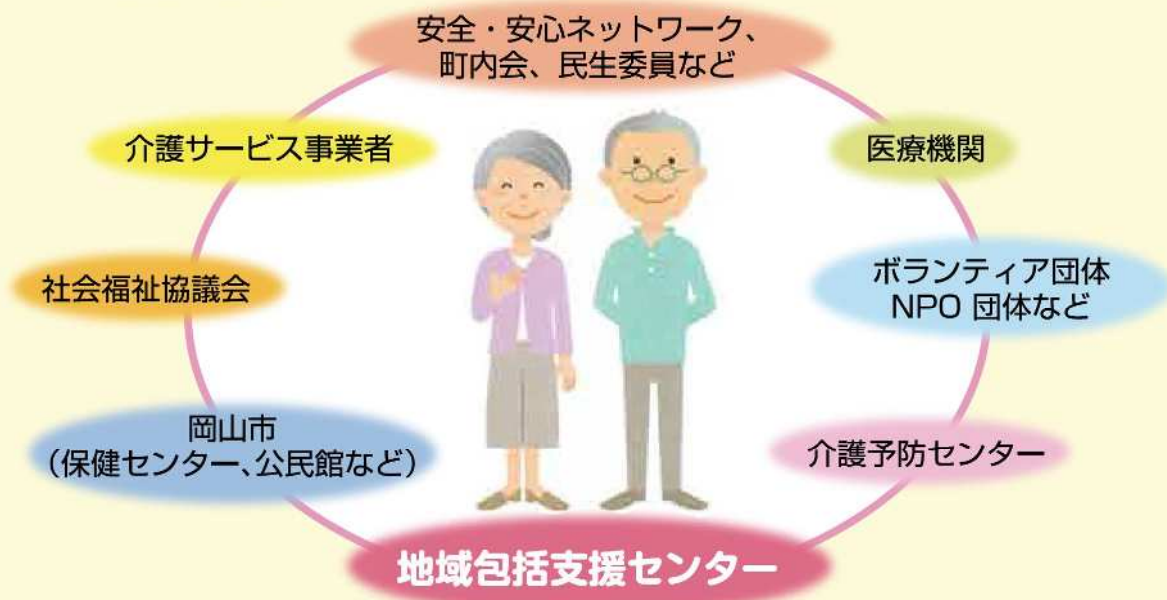 安全・安心ネットワーク、
町内会、民生委員など
介護サービス事業者
医療機関
社会福祉協議会
ボランティア団体
NPO 団体など
岡山市
（保健センター、公民館など）
介護予防センター
地域包括支援センター